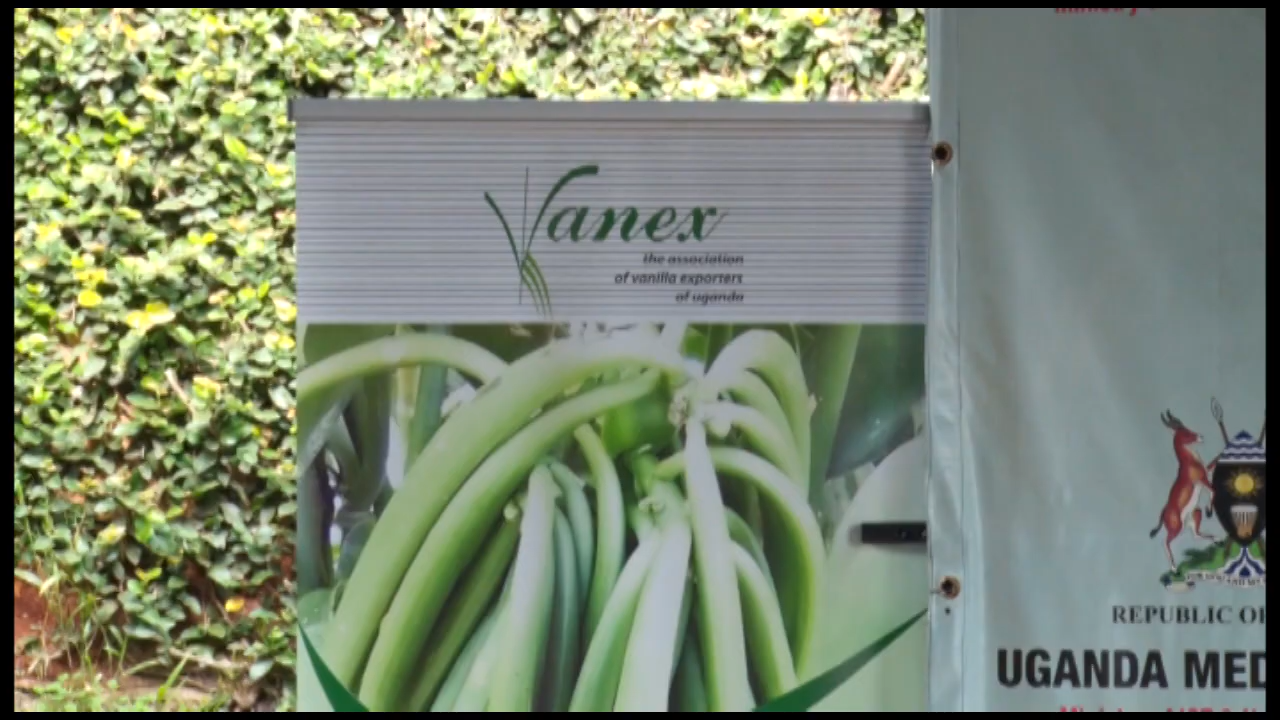 Vanex
the association
of vanilla exporters
of uganda
REPUBLIC OF
UGANDA MED